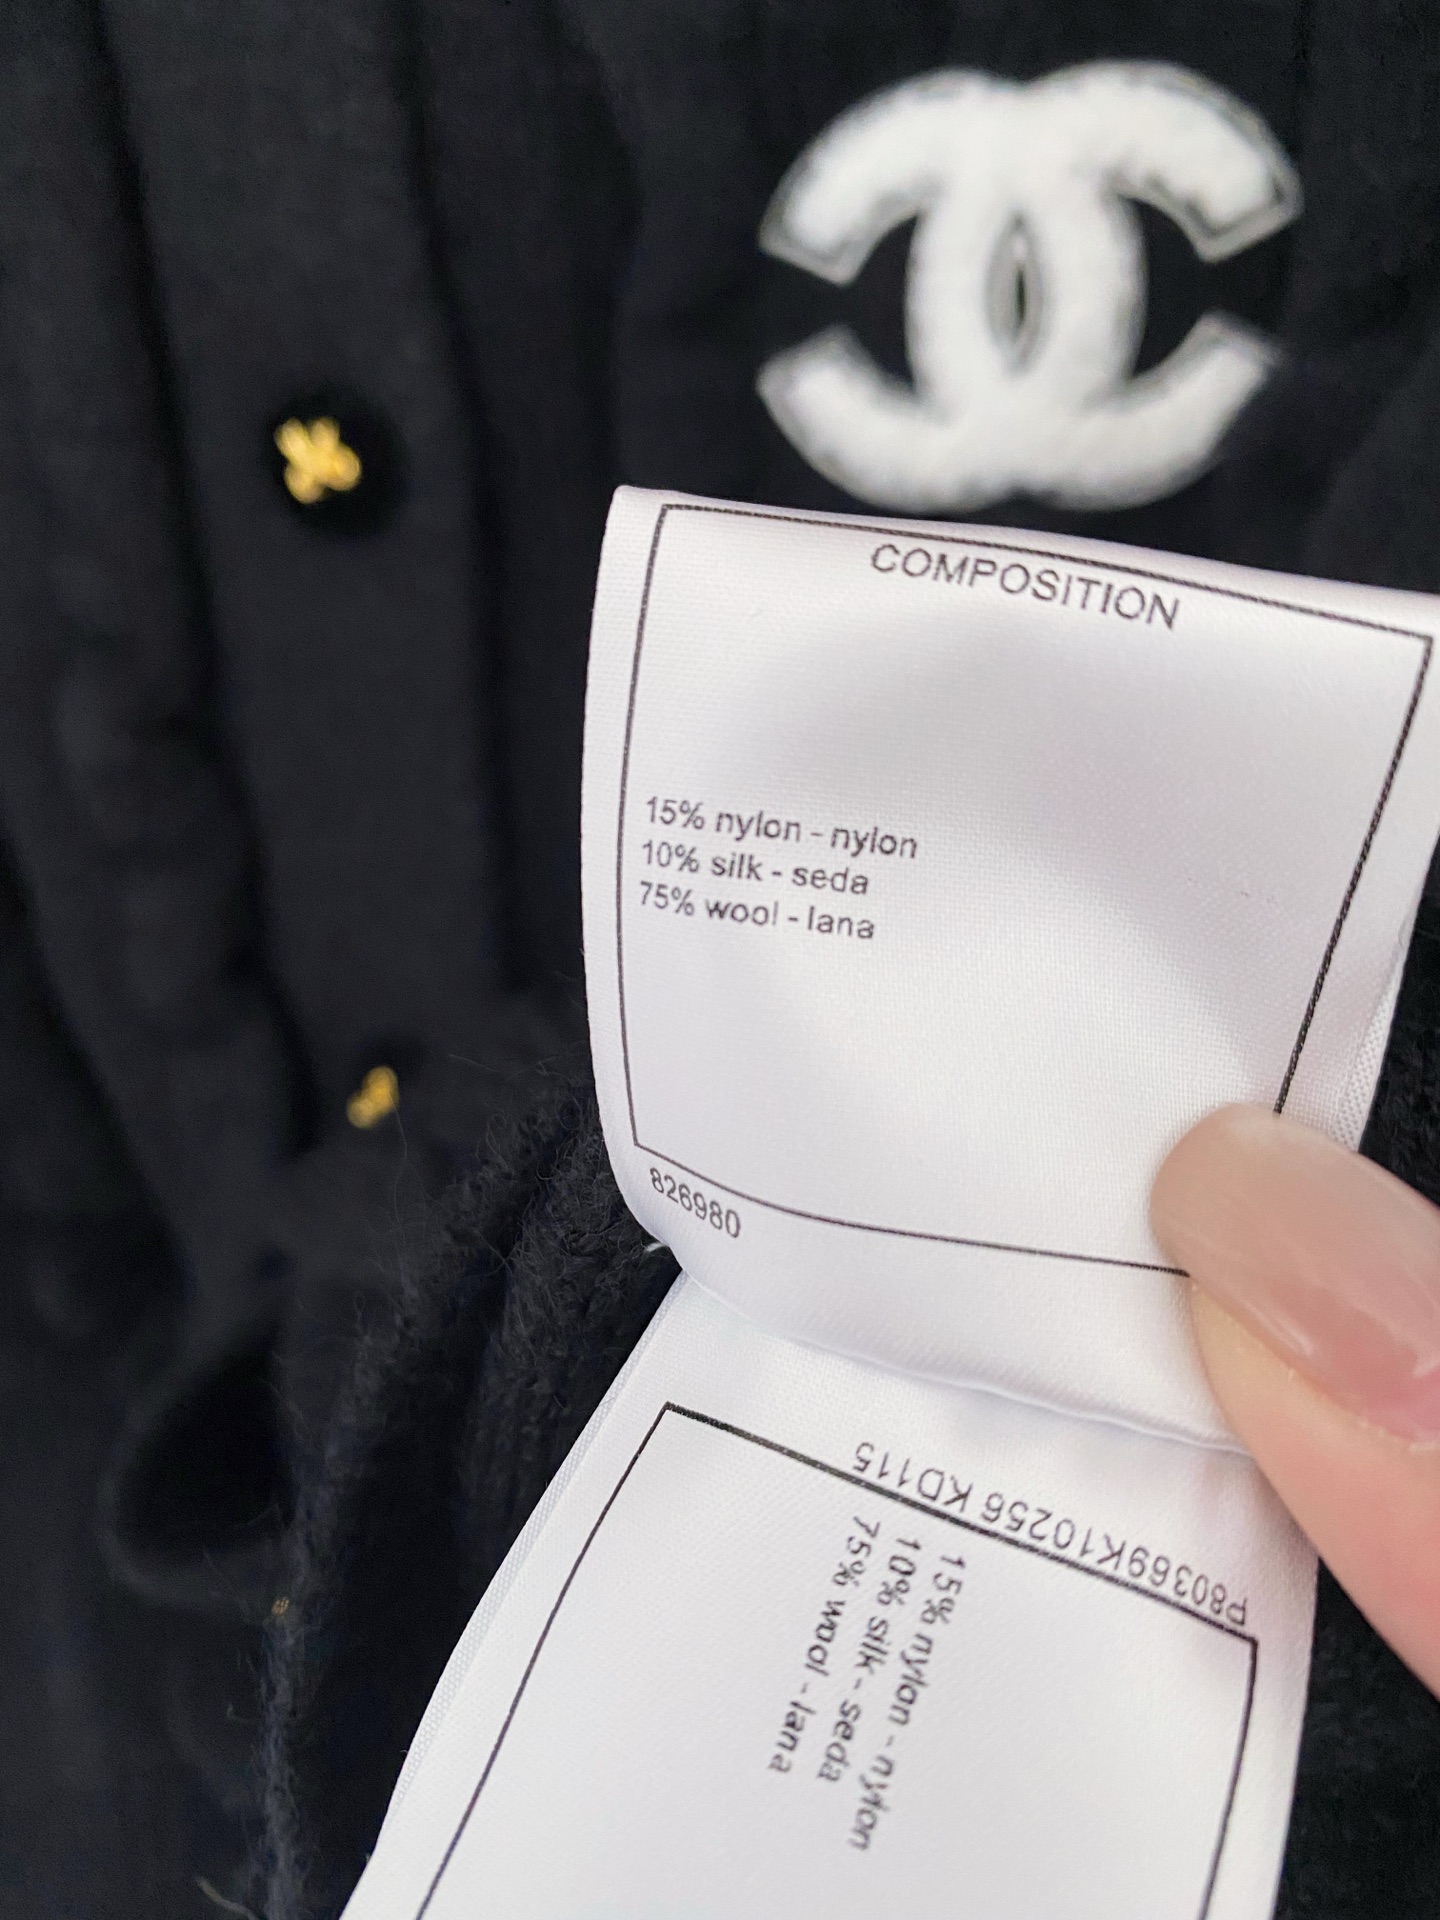 COMPOSITION
15% nylon - nylon
10% silk - seda
75% wool - lana
826980
P80369K10256 KD115
15% nylon - nylon
10% silk - seda
75% wool - lana